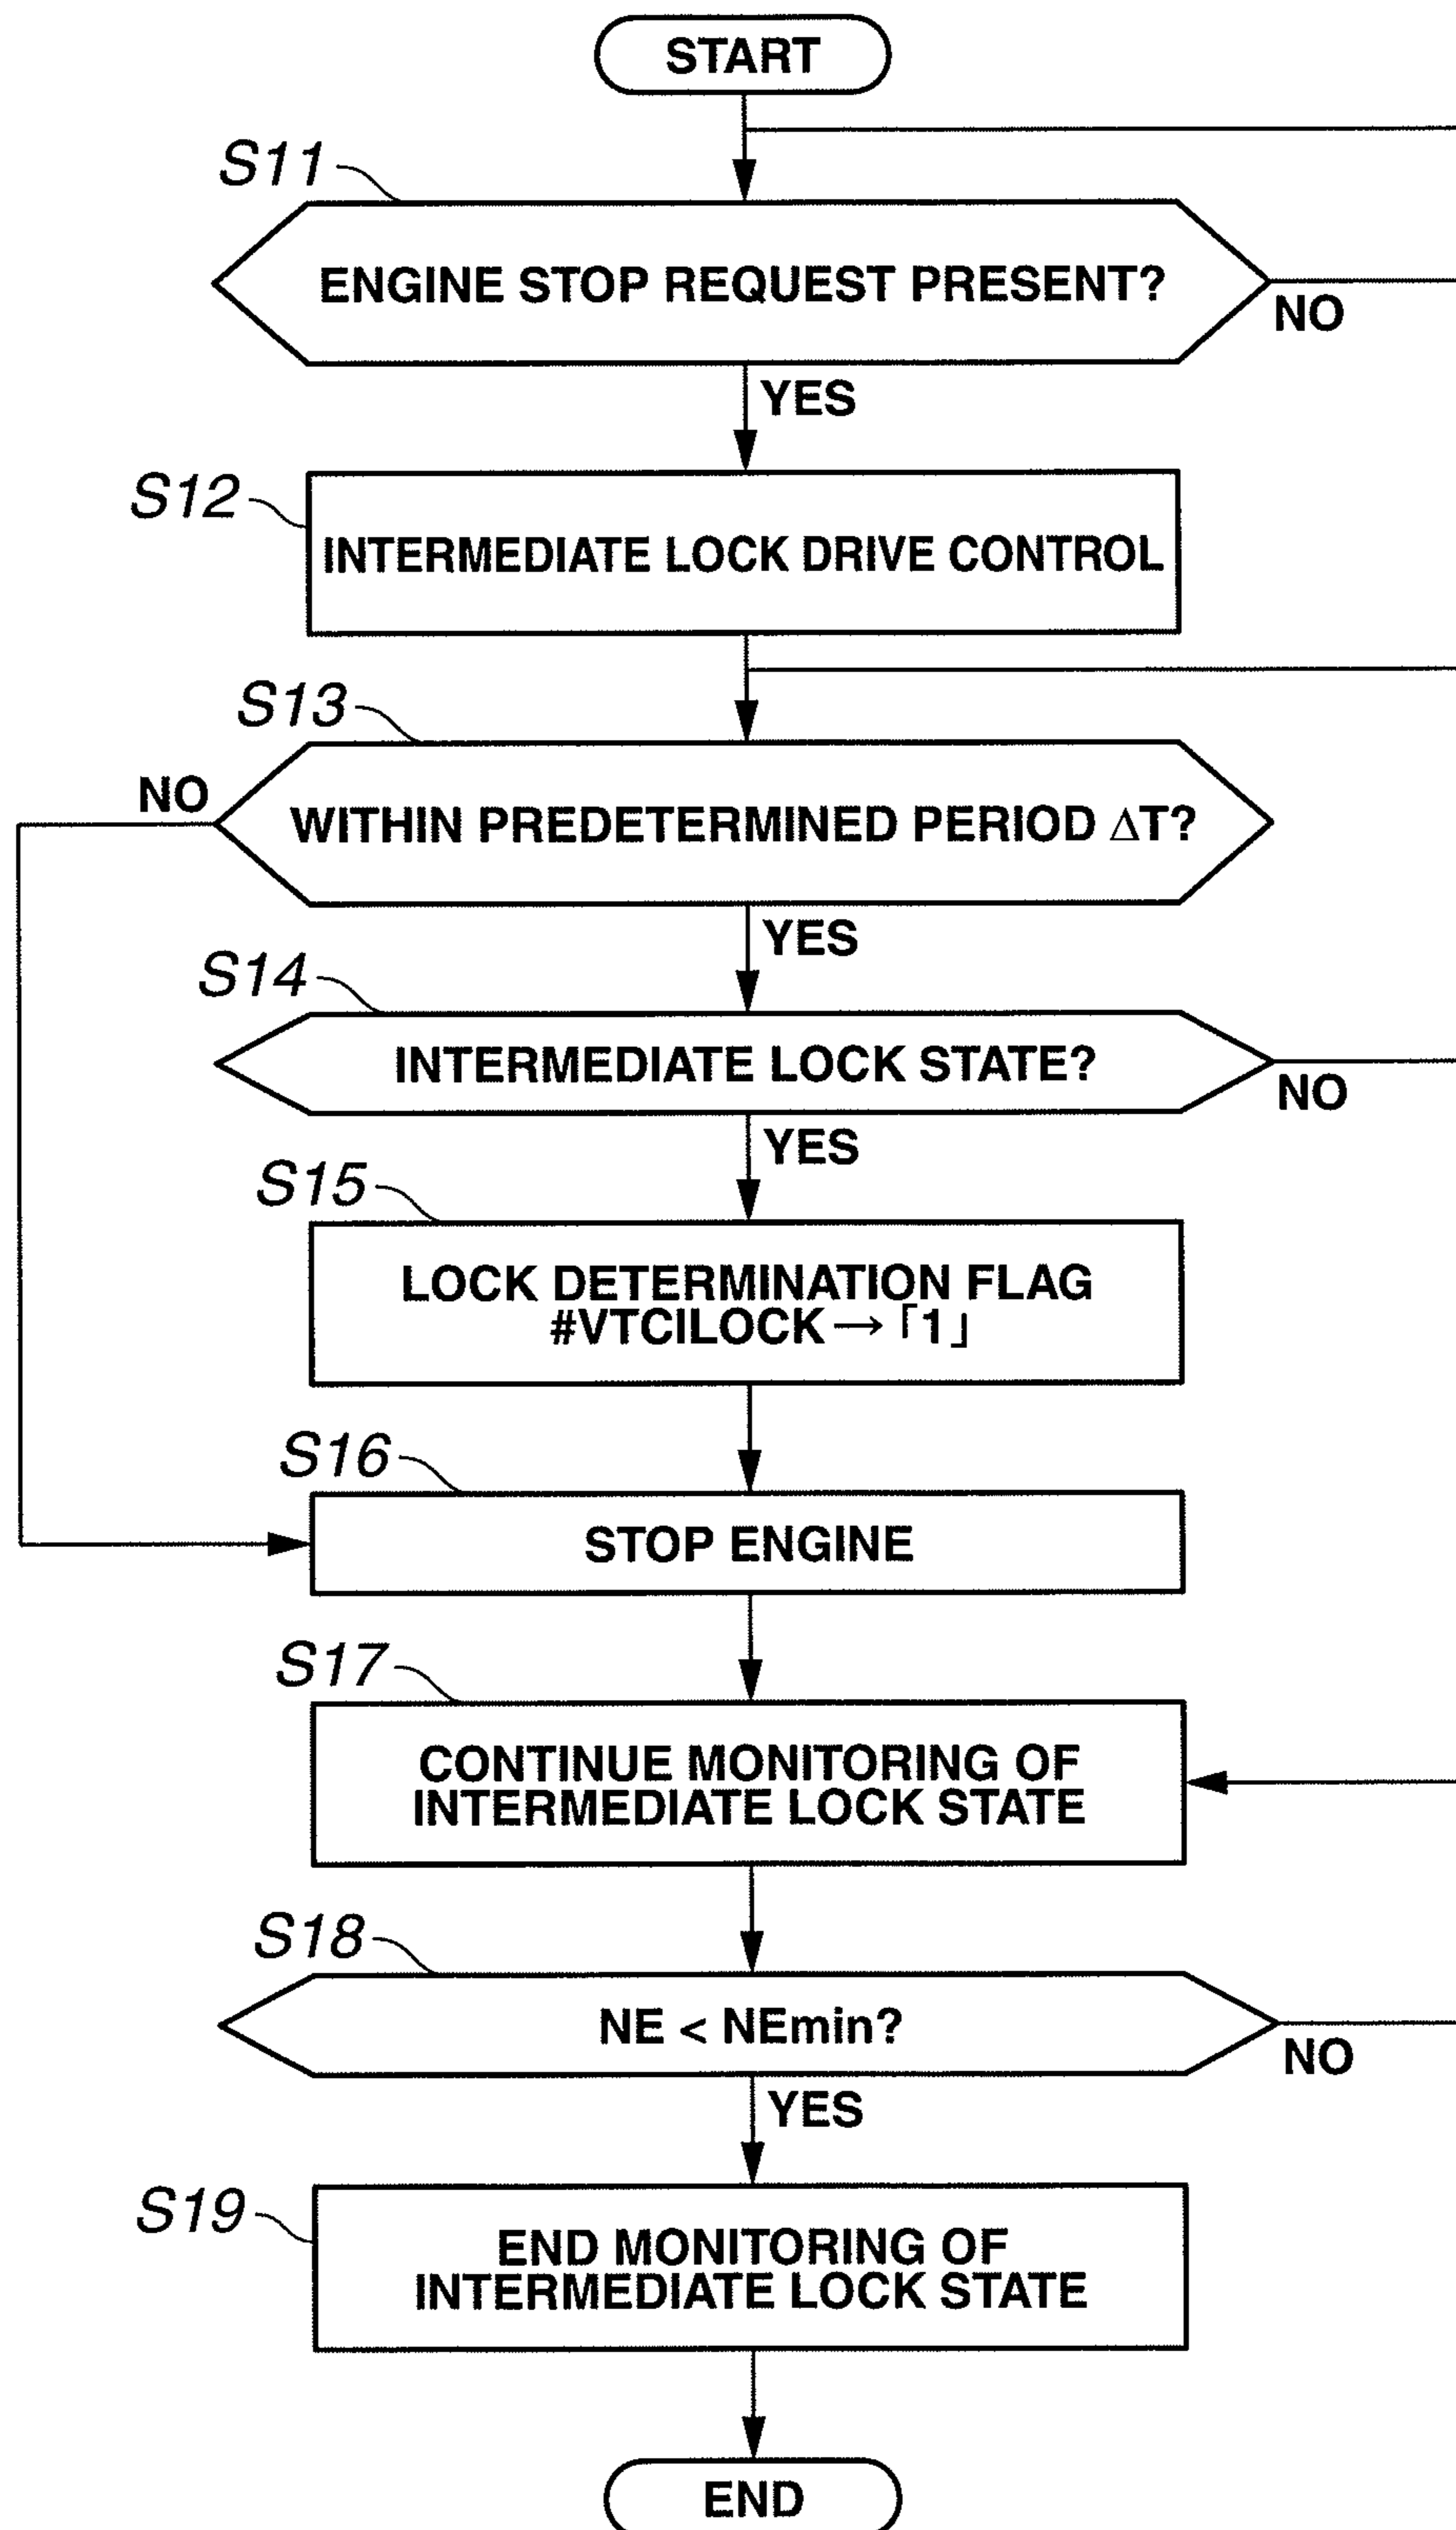 START
S11
ENGINE STOP REQUEST PRESENT?
NO
YES
S12
INTERMEDIATE LOCK DRIVE CONTROL
S13
NO
WITHIN PREDETERMINED PERIOD ΔT?
YES
S14
INTERMEDIATE LOCK STATE?
NO
YES
S15
LOCK DETERMINATION FLAG
#VTCILOCK→「1」
S16
STOP ENGINE
S17
CONTINUE MONITORING OF
INTERMEDIATE LOCK STATE
S18
NE < NEmin?
NO
YES
S19
END MONITORING OF
INTERMEDIATE LOCK STATE
END